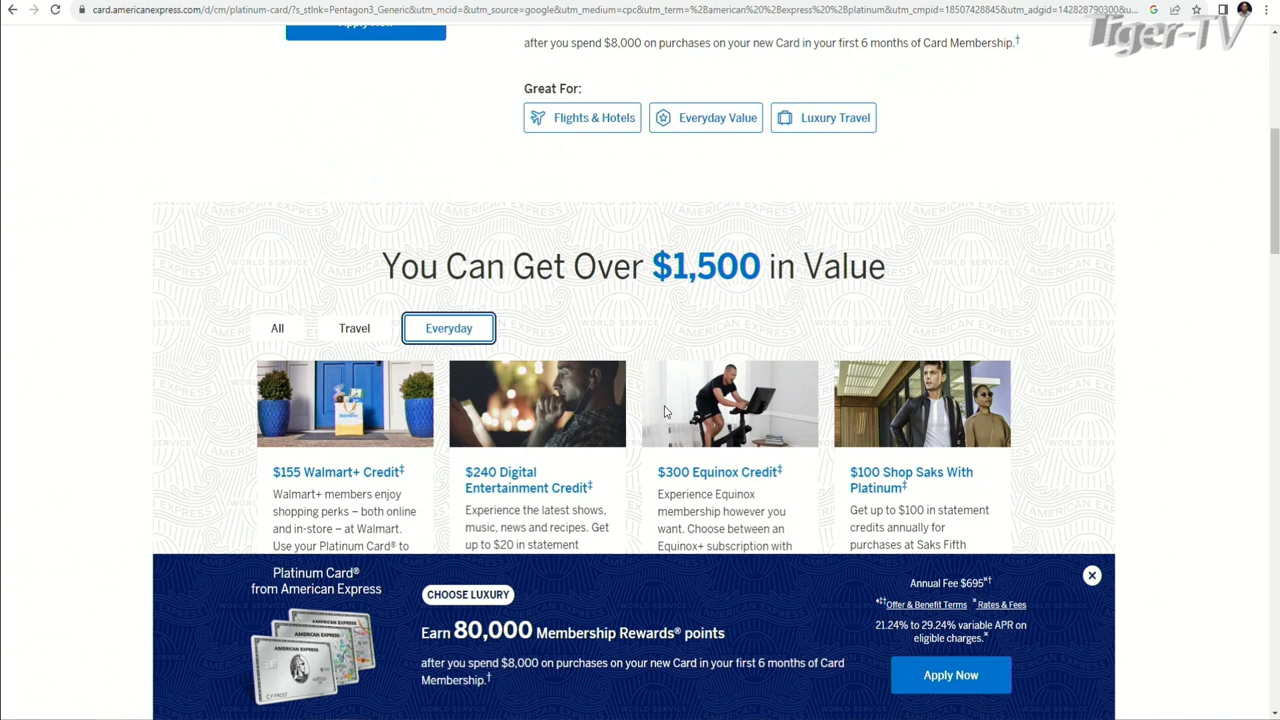 card.americanexpress.com/d/cm/platinum-card/?s_stlnk=Pentagon3_Generic&utm_mcid=&utm_source=google&utm_medium=cpc&utm_term=%2Bamerican%20%2Bexpress%20%2Bplatinum&utm_cmpid=18507428845&utm_adgid=142828790300&u...
Tiger-TV
Apply Now
after you spend $8,000 on purchases on your new Card in your first 6 months of Card Membership.†
Great For:
Flights & Hotels Everyday Value Luxury Travel
You Can Get Over $1,500 in Value
All Travel Everyday
$155 Walmart+ Credit‡
Walmart+ members enjoy
shopping perks – both online
and in-store – at Walmart.
Use your Platinum Card® to
$240 Digital
Entertainment Credit‡
Experience the latest shows,
music, news and recipes. Get
up to $20 in statement
$300 Equinox Credit‡
Experience Equinox
membership however you
want. Choose between an
Equinox+ subscription with
$100 Shop Saks With
Platinum‡
Get up to $100 in statement
credits annually for
purchases at Saks Fifth
Platinum Card®
from American Express
AMERICAN EXPRESS
C F FROST
CHOOSE LUXURY
Earn 80,000 Membership Rewards® points
after you spend $8,000 on purchases on your new Card in your first 6 months of Card
Membership.†
Annual Fee $695¤†
*†‡Offer & Benefit Terms ¤Rates & Fees
21.24% to 29.24% variable APR on
eligible charges.¤
Apply Now